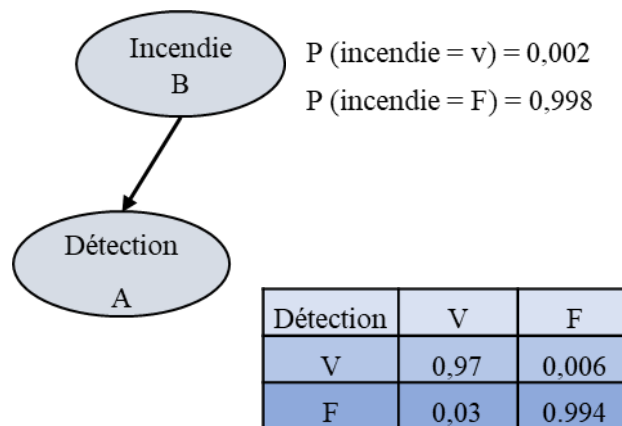 Incendie
B
P (incendie = v) = 0,002
P (incendie = F) = 0,998
Détection
A
Détection V F
V 0,97 0,006
F 0,03 0.994